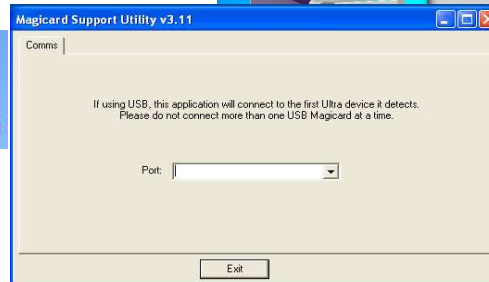 Magicard Support Utility v3.11
Comms
If using USB, this application will connect to the first Ultra device it detects.
Please do not connect more than one USB Magicard at a time.
Port:
Exit